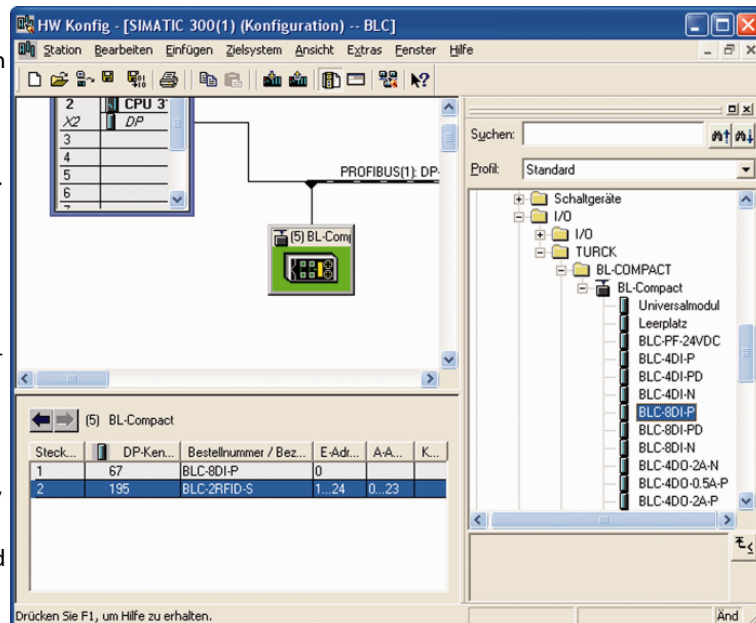 HW Konfig - [SIMATIC 300(1) (Konfiguration) -- BLC]
Station Bearbeiten Einfügen Zielsystem Ansicht Extras Fenster Hilfe
2 CPU 3
X2 DP
3
4
5
6
PROFIBUS(1): DP-
(5) BL-Comp
Suchen:
Profil: Standard
Schaltgeräte
I/O
I/O
TURCK
BL-COMPACT
BL-Compact
Universalmodul
Leerplatz
BLC-PF-24VDC
BLC-4DI-P
BLC-4DI-PD
BLC-4DI-N
BLC-8DI-P
BLC-8DI-PD
BLC-8DI-N
BLC-4DO-2A-N
BLC-4DO-0.5A-P
BLC-4DO-2A-P
(5) BL-Compact
Steck... DP-Ken... Bestellnummer / Bez... E-Adr... A-A... K...
1 67 BLC-8DI-P 0
2 195 BLC-2RFID-S 1...24 0...23
Drücken Sie F1, um Hilfe zu erhalten. Änd